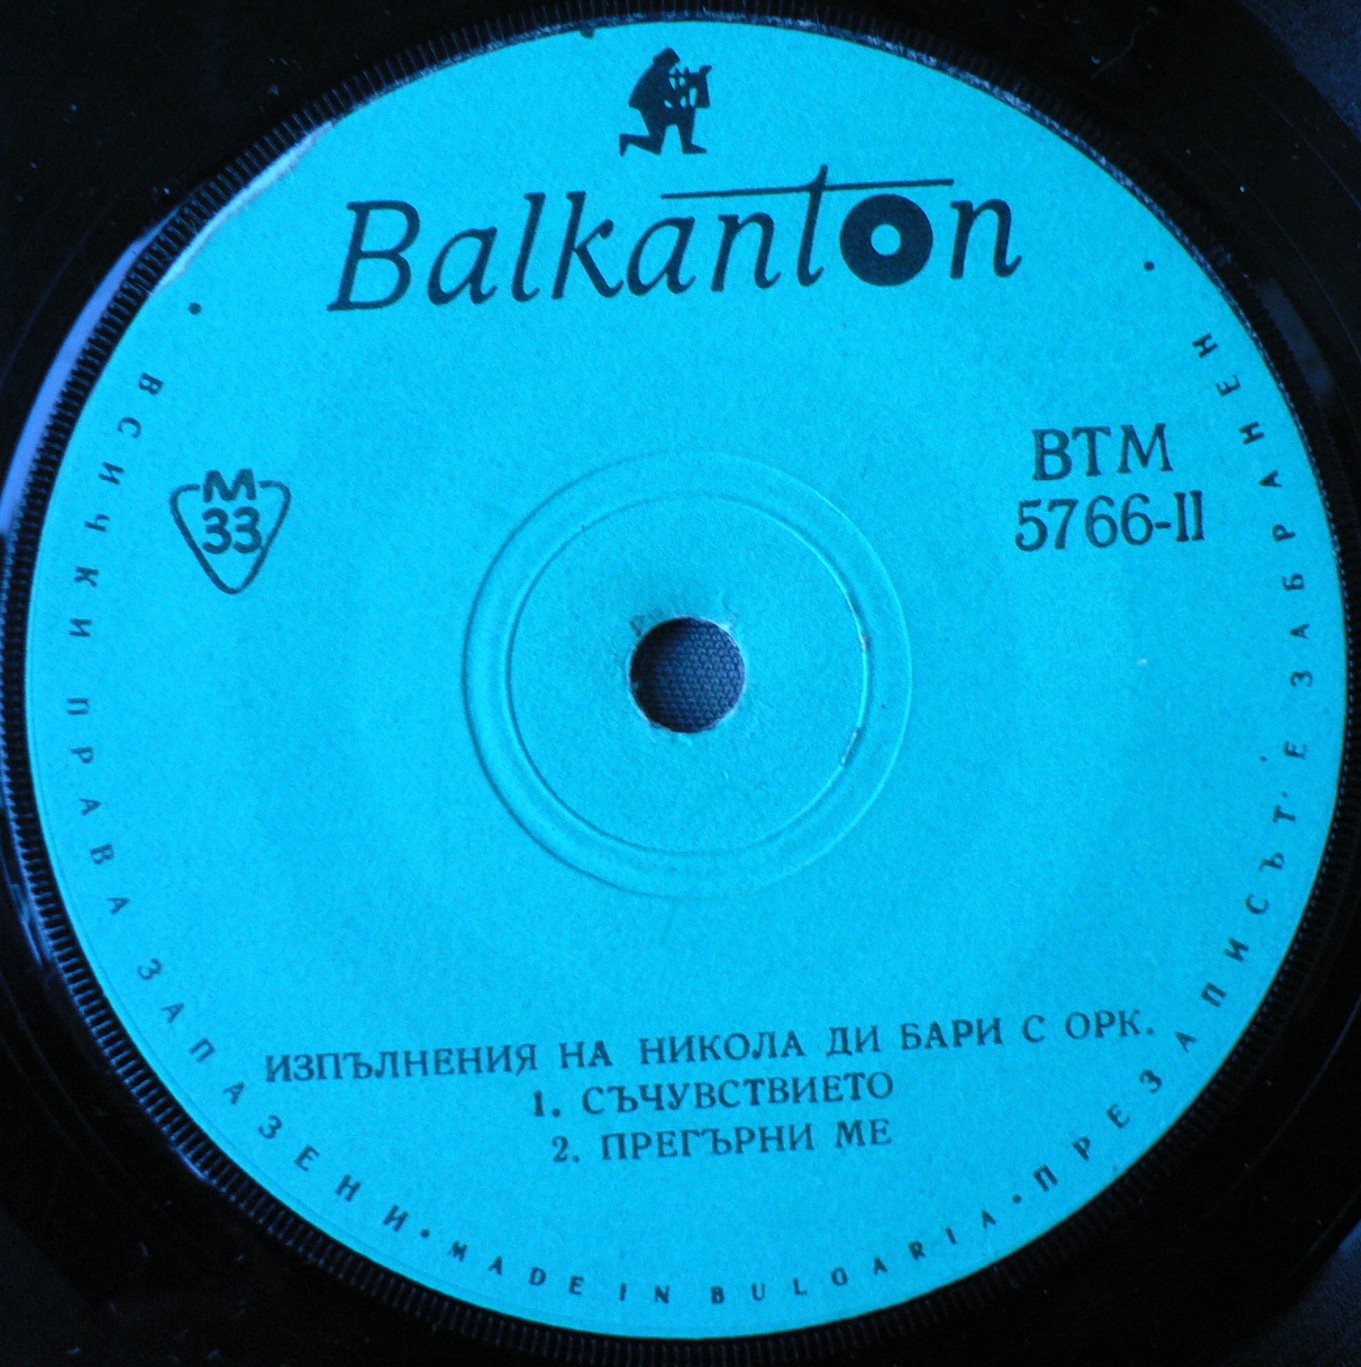 Balkanton
М
33
ВТМ
5766-II
ИЗПЪЛНЕНИЯ НА НИКОЛА ДИ БАРИ С ОРК.
1. СЪЧУВСТВИЕТО
2. ПРЕГЪРНИ МЕ
• ВСИЧКИ ПРАВА ЗАПАЗЕНИ • MADE IN BULGARIA • ПРЕЗАПИСЪТ Е ЗАБРАНЕН •